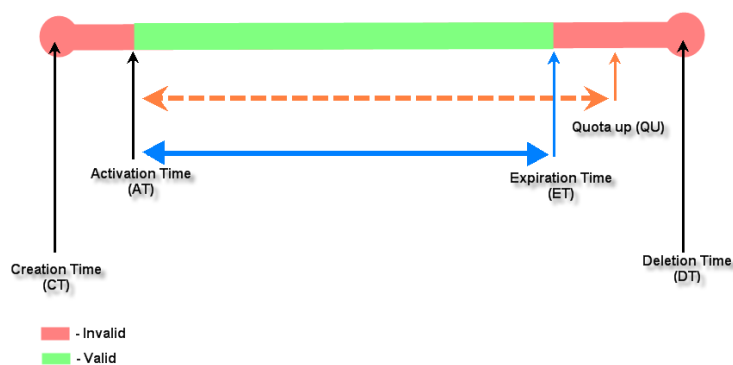 Quota up (QU)
Activation Time
(AT)
Expiration Time
(ET)
Creation Time
(CT)
Deletion Time
(DT)
- Invalid
- Valid